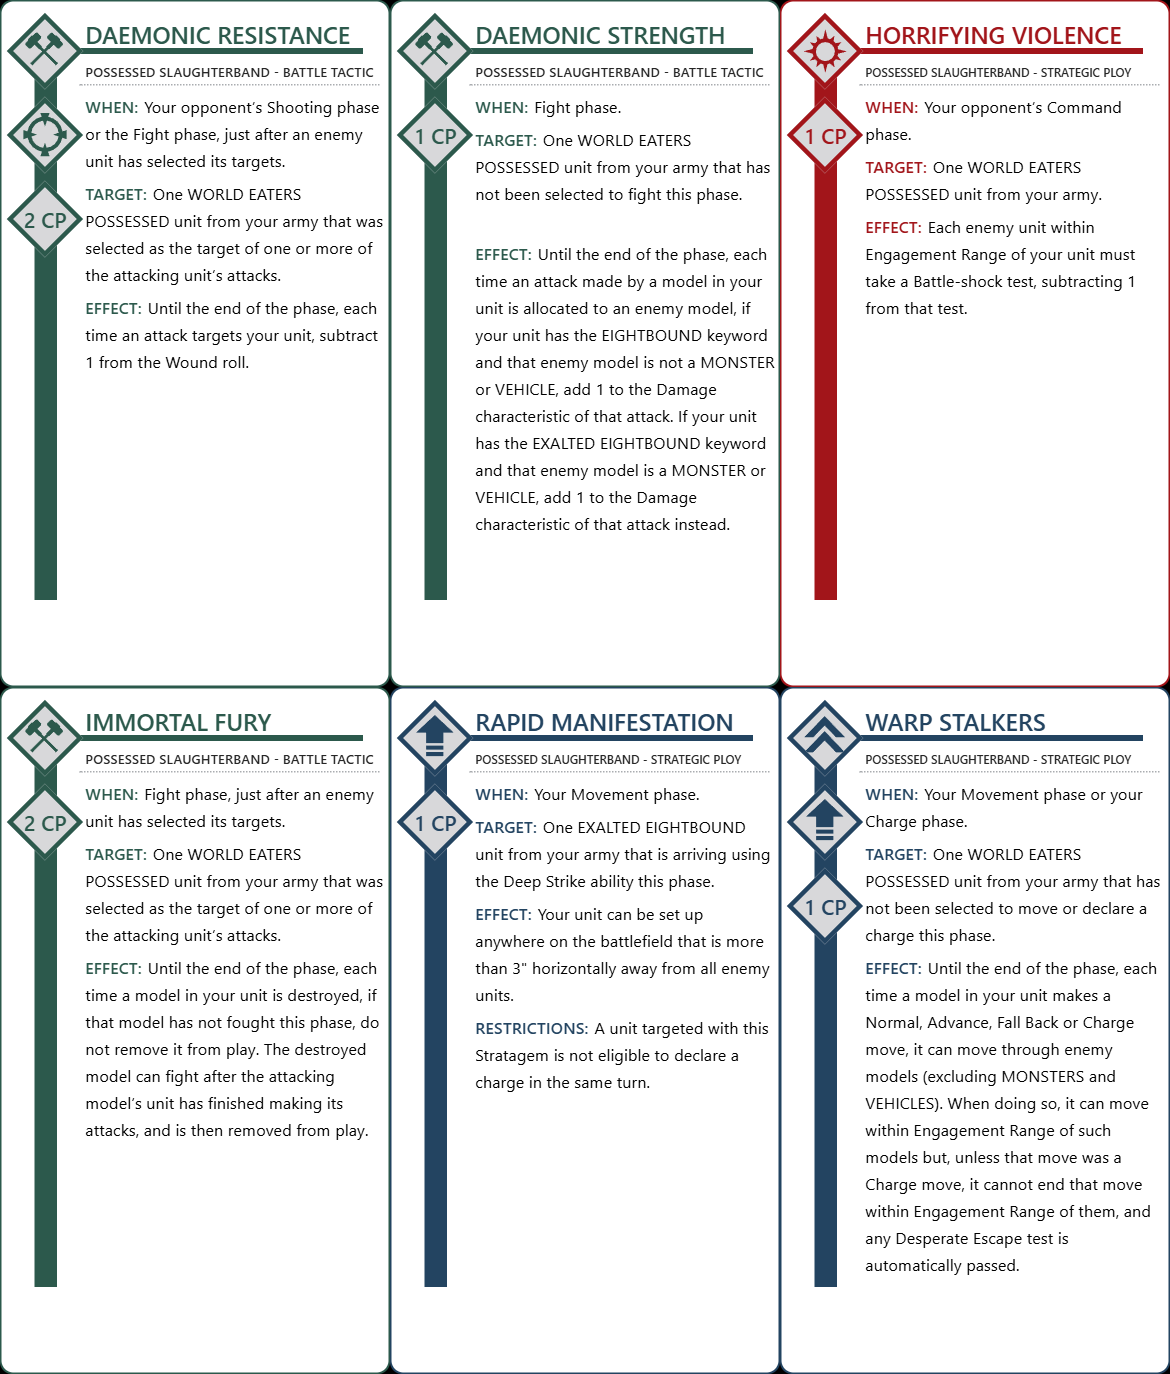 DAEMONIC RESISTANCE
POSSESSED SLAUGHTERBAND - BATTLE TACTIC
WHEN: Your opponent’s Shooting phase
or the Fight phase, just after an enemy
unit has selected its targets.
TARGET: One WORLD EATERS
2 CP
POSSESSED unit from your army that was
selected as the target of one or more of
the attacking unit’s attacks.
EFFECT: Until the end of the phase, each
time an attack targets your unit, subtract
1 from the Wound roll.
DAEMONIC STRENGTH
POSSESSED SLAUGHTERBAND - BATTLE TACTIC
WHEN: Fight phase.
1 CP
TARGET: One WORLD EATERS
POSSESSED unit from your army that has
not been selected to fight this phase.
EFFECT: Until the end of the phase, each
time an attack made by a model in your
unit is allocated to an enemy model, if
your unit has the EIGHTBOUND keyword
and that enemy model is not a MONSTER
or VEHICLE, add 1 to the Damage
characteristic of that attack. If your unit
has the EXALTED EIGHTBOUND keyword
and that enemy model is a MONSTER or
VEHICLE, add 1 to the Damage
characteristic of that attack instead.
HORRIFYING VIOLENCE
POSSESSED SLAUGHTERBAND - STRATEGIC PLOY
WHEN: Your opponent’s Command
1 CP
phase.
TARGET: One WORLD EATERS
POSSESSED unit from your army.
EFFECT: Each enemy unit within
Engagement Range of your unit must
take a Battle-shock test, subtracting 1
from that test.
IMMORTAL FURY
POSSESSED SLAUGHTERBAND - BATTLE TACTIC
WHEN: Fight phase, just after an enemy
2 CP
unit has selected its targets.
TARGET: One WORLD EATERS
POSSESSED unit from your army that was
selected as the target of one or more of
the attacking unit’s attacks.
EFFECT: Until the end of the phase, each
time a model in your unit is destroyed, if
that model has not fought this phase, do
not remove it from play. The destroyed
model can fight after the attacking
model’s unit has finished making its
attacks, and is then removed from play.
RAPID MANIFESTATION
POSSESSED SLAUGHTERBAND - STRATEGIC PLOY
WHEN: Your Movement phase.
1 CP
TARGET: One EXALTED EIGHTBOUND
unit from your army that is arriving using
the Deep Strike ability this phase.
EFFECT: Your unit can be set up
anywhere on the battlefield that is more
than 3" horizontally away from all enemy
units.
RESTRICTIONS: A unit targeted with this
Stratagem is not eligible to declare a
charge in the same turn.
WARP STALKERS
POSSESSED SLAUGHTERBAND - STRATEGIC PLOY
WHEN: Your Movement phase or your
Charge phase.
TARGET: One WORLD EATERS
POSSESSED unit from your army that has
1 CP
not been selected to move or declare a
charge this phase.
EFFECT: Until the end of the phase, each
time a model in your unit makes a
Normal, Advance, Fall Back or Charge
move, it can move through enemy
models (excluding MONSTERS and
VEHICLES). When doing so, it can move
within Engagement Range of such
models but, unless that move was a
Charge move, it cannot end that move
within Engagement Range of them, and
any Desperate Escape test is
automatically passed.